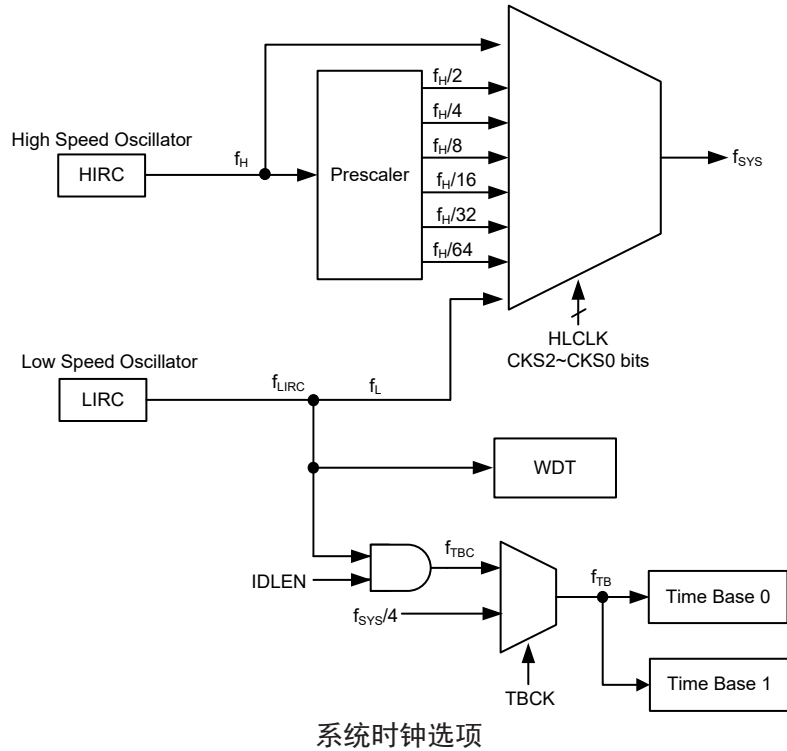 High Speed Oscillator
HIRC
fH
Prescaler
fH/2
fH/4
fH/8
fH/16
fH/32
fH/64
fSYS
HLCLK
CKS2~CKS0 bits
Low Speed Oscillator
LIRC
fLIRC
fL
WDT
IDLEN
fTBC
fSYS/4
TBCK
fTB
Time Base 0
Time Base 1
系统时钟选项